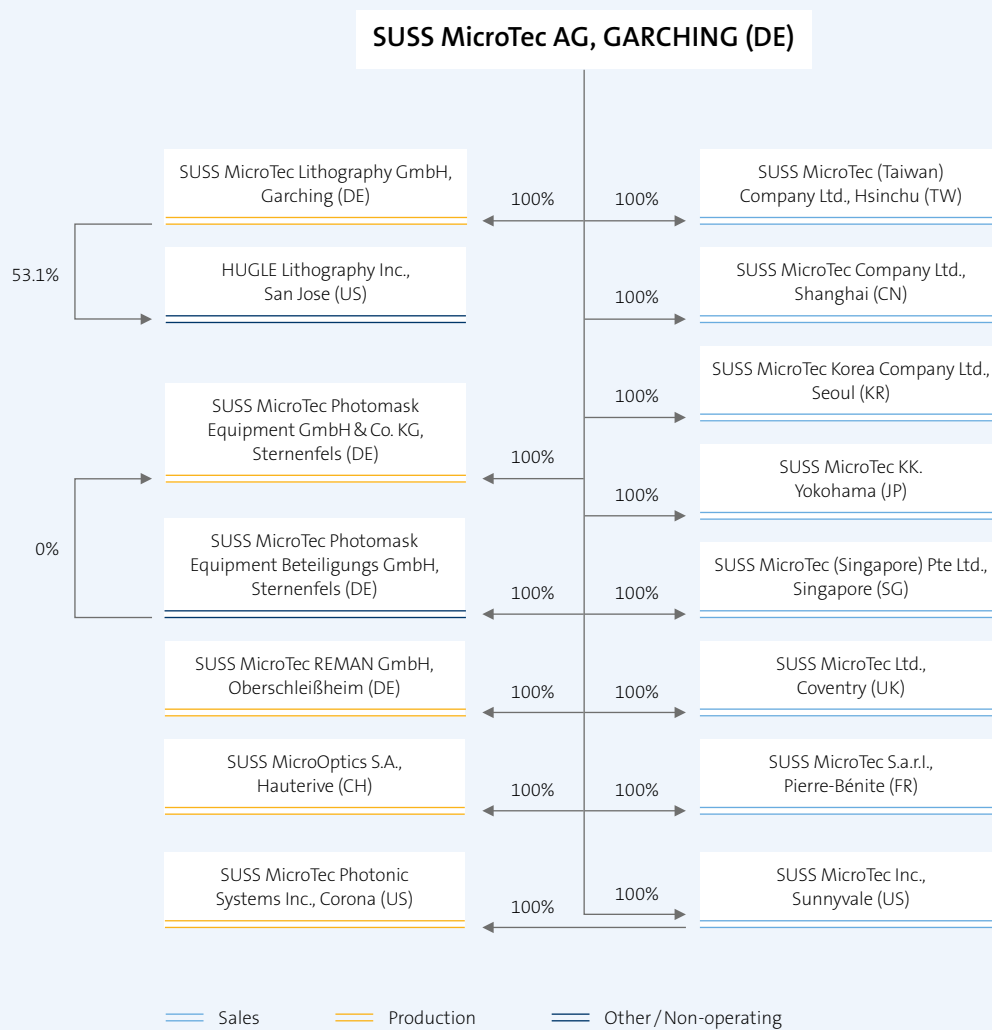 SUSS MicroTec AG, GARCHING (DE)
SUSS MicroTec Lithography GmbH,
Garching (DE)
100%
100%
SUSS MicroTec (Taiwan)
Company Ltd., Hsinchu (TW)
53.1%
HUGLE Lithography Inc.,
San Jose (US)
100%
SUSS MicroTec Company Ltd.,
Shanghai (CN)
100%
SUSS MicroTec Korea Company Ltd.,
Seoul (KR)
SUSS MicroTec Photomask
Equipment GmbH & Co. KG,
Sternenfels (DE)
100%
100%
SUSS MicroTec KK.
Yokohama (JP)
0%
SUSS MicroTec Photomask
Equipment Beteiligungs GmbH,
Sternenfels (DE)
100%
100%
SUSS MicroTec (Singapore) Pte Ltd.,
Singapore (SG)
SUSS MicroTec REMAN GmbH,
Oberschleißheim (DE)
100%
100%
SUSS MicroTec Ltd.,
Coventry (UK)
SUSS MicroOptics S.A.,
Hauterive (CH)
100%
100%
SUSS MicroTec S.a.r.l.,
Pierre-Bénite (FR)
SUSS MicroTec Photonic
Systems Inc., Corona (US)
100%
100%
SUSS MicroTec Inc.,
Sunnyvale (US)
Sales
Production
Other / Non-operating